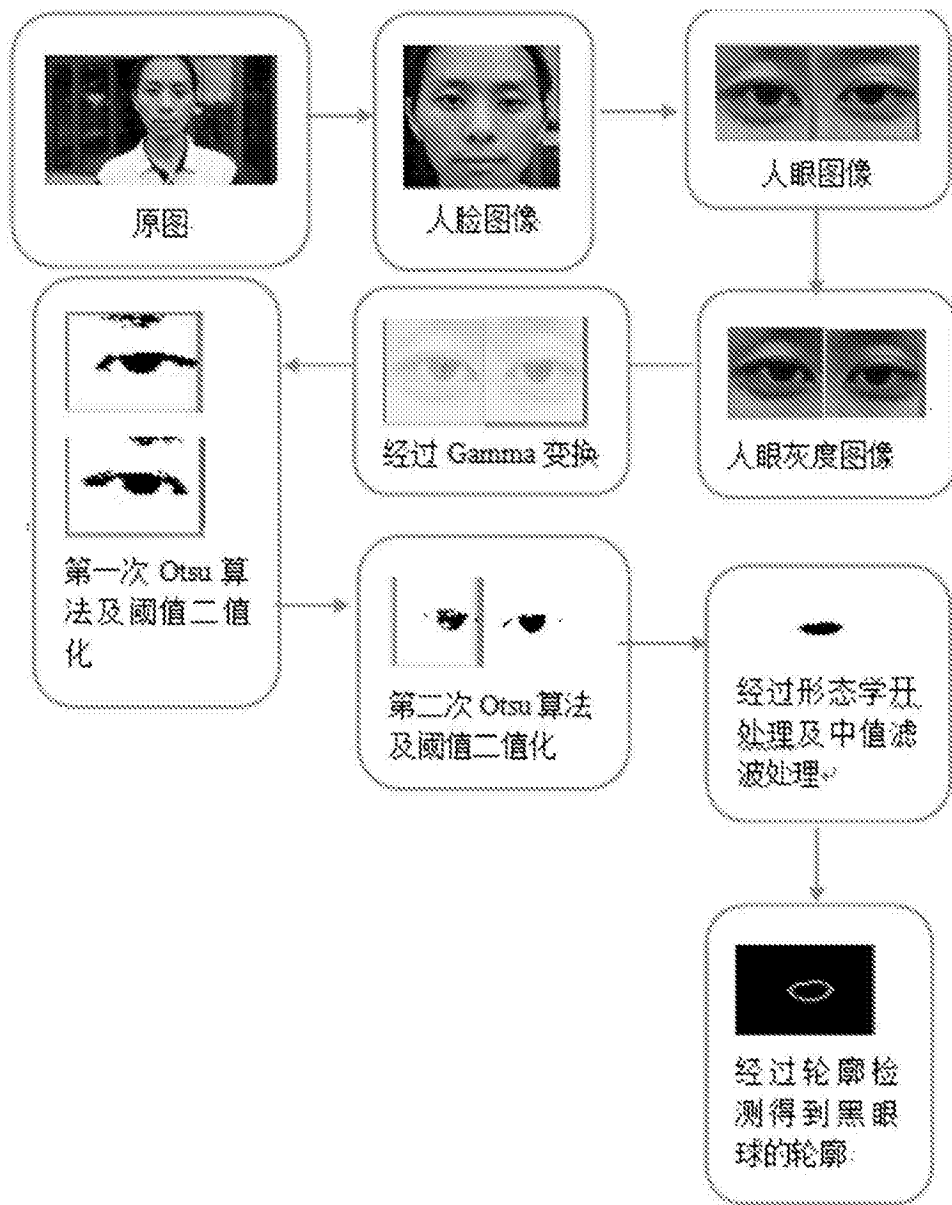 原图
人脸图像
人眼图像
人眼灰度图像
经过 Gamma 变换
第一次 Otsu 算
法及阈值二值
化
第二次 Otsu 算法
及阈值二值化
经过形态学开
处理及中值滤
波处理↵
经过轮廓检
测得到黑眼
球的轮廓